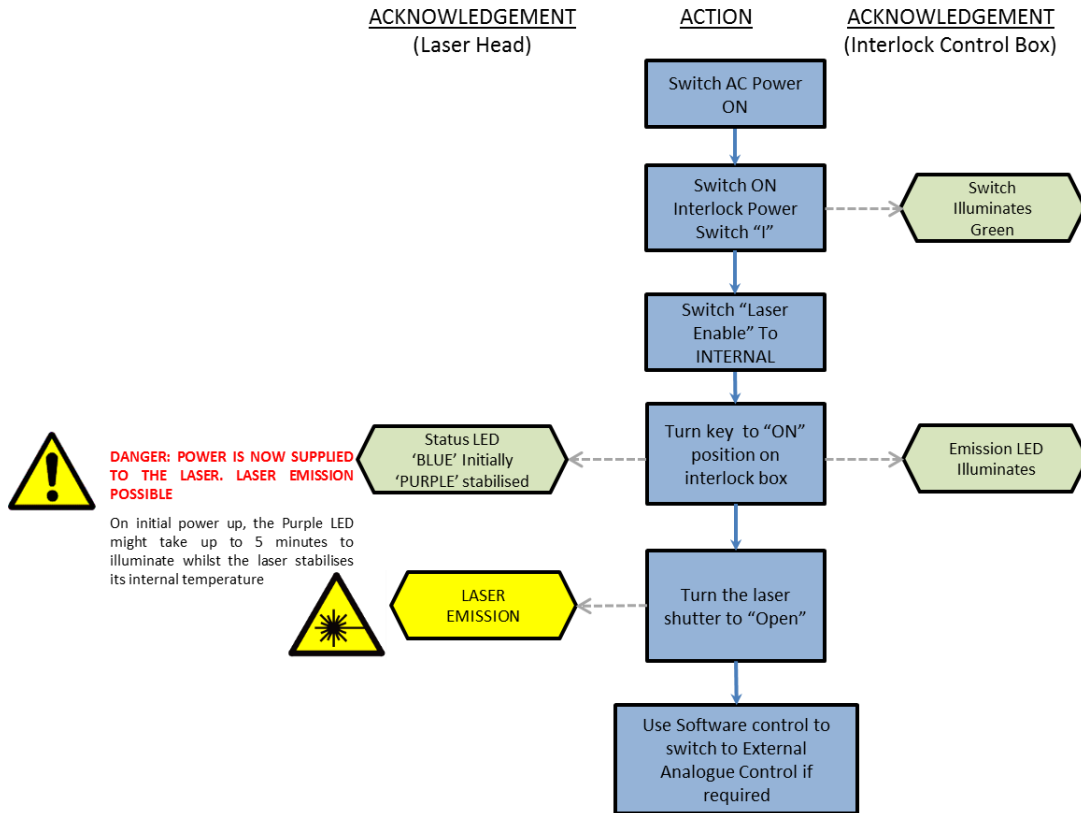 ACKNOWLEDGEMENT
(Laser Head)
ACTION
ACKNOWLEDGEMENT
(Interlock Control Box)
Switch AC Power
ON
Switch ON
Interlock Power
Switch “I”
Switch
Illuminates
Green
Switch “Laser
Enable” To
INTERNAL
Turn key to “ON”
position on
interlock box
Status LED
‘BLUE’ Initially
‘PURPLE’ stabilised
Emission LED
Illuminates
DANGER: POWER IS NOW SUPPLIED
TO THE LASER. LASER EMISSION
POSSIBLE
On initial power up, the Purple LED
might take up to 5 minutes to
illuminate whilst the laser stabilises
its internal temperature
Turn the laser
shutter to “Open”
LASER
EMISSION
Use Software control to
switch to External
Analogue Control if
required